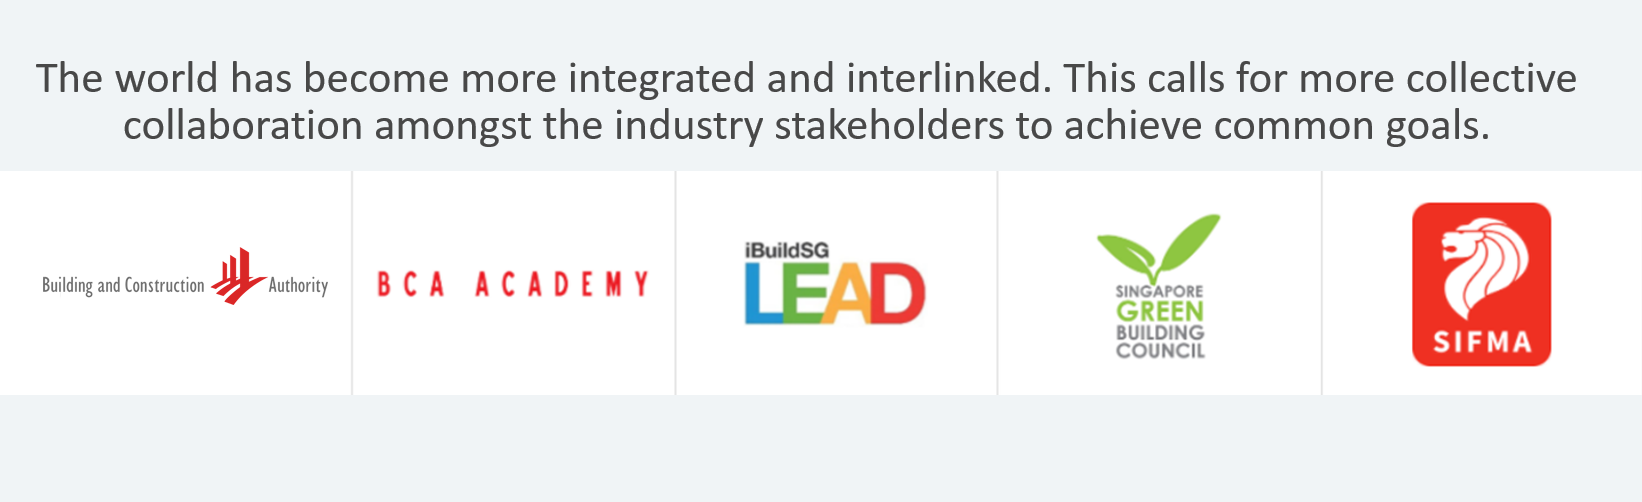 The world has become more integrated and interlinked. This calls for more collective
collaboration amongst the industry stakeholders to achieve common goals.
Building and Construction Authority
BCA ACADEMY
iBuildSG
LEAD
SINGAPORE
GREEN
BUILDING
COUNCIL
SIFMA